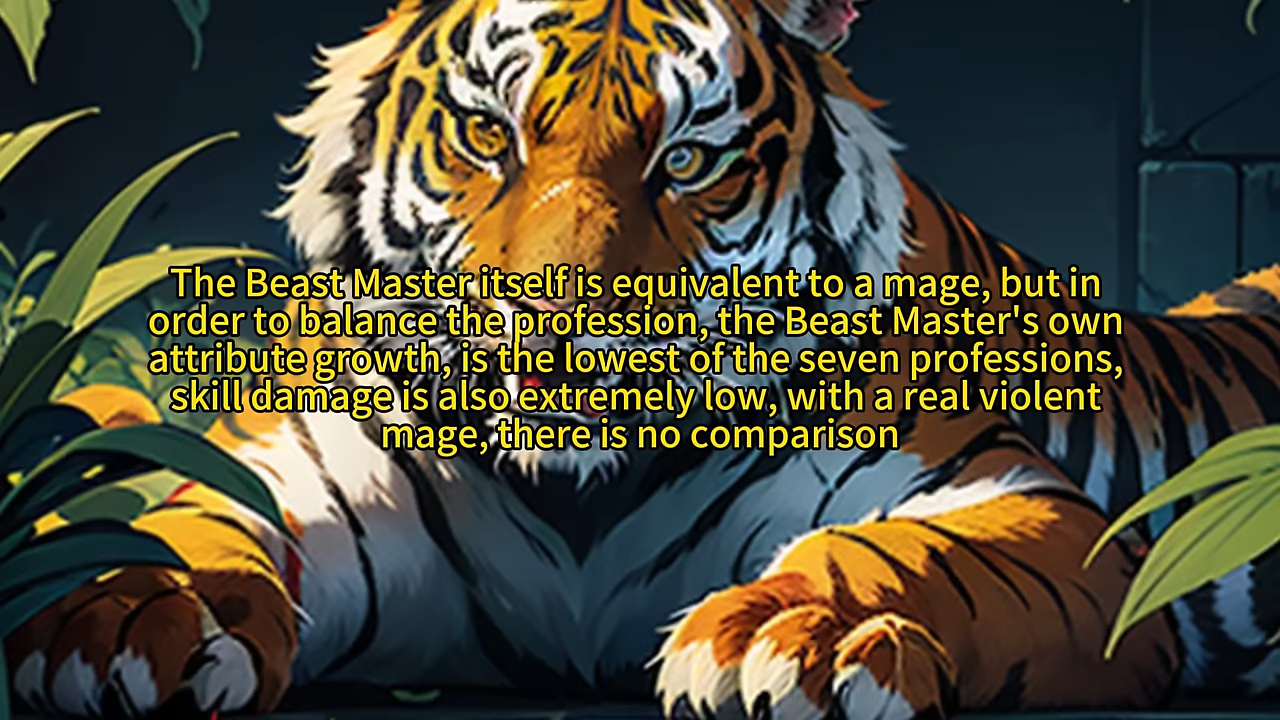 The Beast Master itself is equivalent to a mage, but in
order to balance the profession, the Beast Master's own
attribute growth, is the lowest of the seven professions,
skill damage is also extremely low, with a real violent
mage, there is no comparison